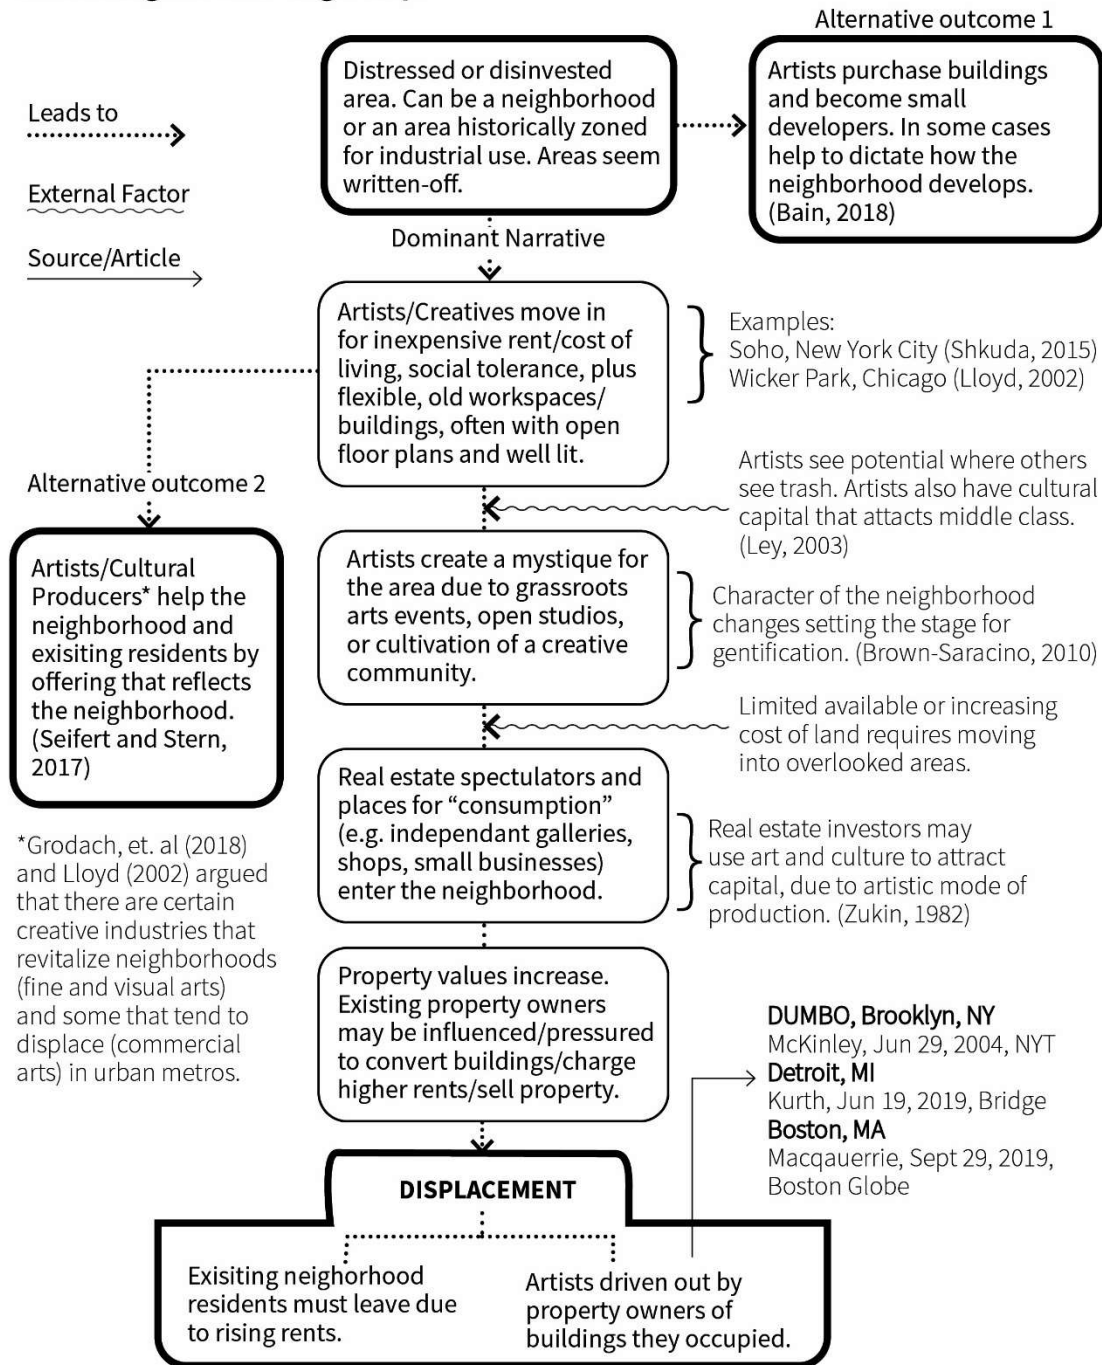 Alternative outcome 1
Leads to
External Factor
Source/Article
Distressed or disinvested
area. Can be a neighborhood
or an area historically zoned
for industrial use. Areas seem
written-off.
Artists purchase buildings
and become small
developers. In some cases
help to dictate how the
neighborhood develops.
(Bain, 2018)
Dominant Narrative
Artists/Creatives move in
for inexpensive rent/cost of
living, social tolerance, plus
flexible, old workspaces/
buildings, often with open
floor plans and well lit.
Examples:
Soho, New York City (Shkuda, 2015)
Wicker Park, Chicago (Lloyd, 2002)
Alternative outcome 2
Artists/Cultural
Producers* help the
neighborhood and
exisiting residents by
offering that reflects
the neighborhood.
(Seifert and Stern,
2017)
*Grodach, et. al (2018)
and Lloyd (2002) argued
that there are certain
creative industries that
revitalize neighborhoods
(fine and visual arts)
and some that tend to
displace (commercial
arts) in urban metros.
Artists see potential where others
see trash. Artists also have cultural
capital that attacts middle class.
(Ley, 2003)
Artists create a mystique for
the area due to grassroots
arts events, open studios,
or cultivation of a creative
community.
Character of the neighborhood
changes setting the stage for
gentification. (Brown-Saracino, 2010)
Limited available or increasing
cost of land requires moving
into overlooked areas.
Real estate spectulators and
places for “consumption”
(e.g. independant galleries,
shops, small businesses)
enter the neighborhood.
Real estate investors may
use art and culture to attract
capital, due to artistic mode of
production. (Zukin, 1982)
Property values increase.
Existing property owners
may be influenced/pressured
to convert buildings/charge
higher rents/sell property.
DUMBO, Brooklyn, NY
McKinley, Jun 29, 2004, NYT
Detroit, MI
Kurth, Jun 19, 2019, Bridge
Boston, MA
Macqauerrie, Sept 29, 2019,
Boston Globe
DISPLACEMENT
Exisiting neighorhood
residents must leave due
to rising rents.
Artists driven out by
property owners of
buildings they occupied.